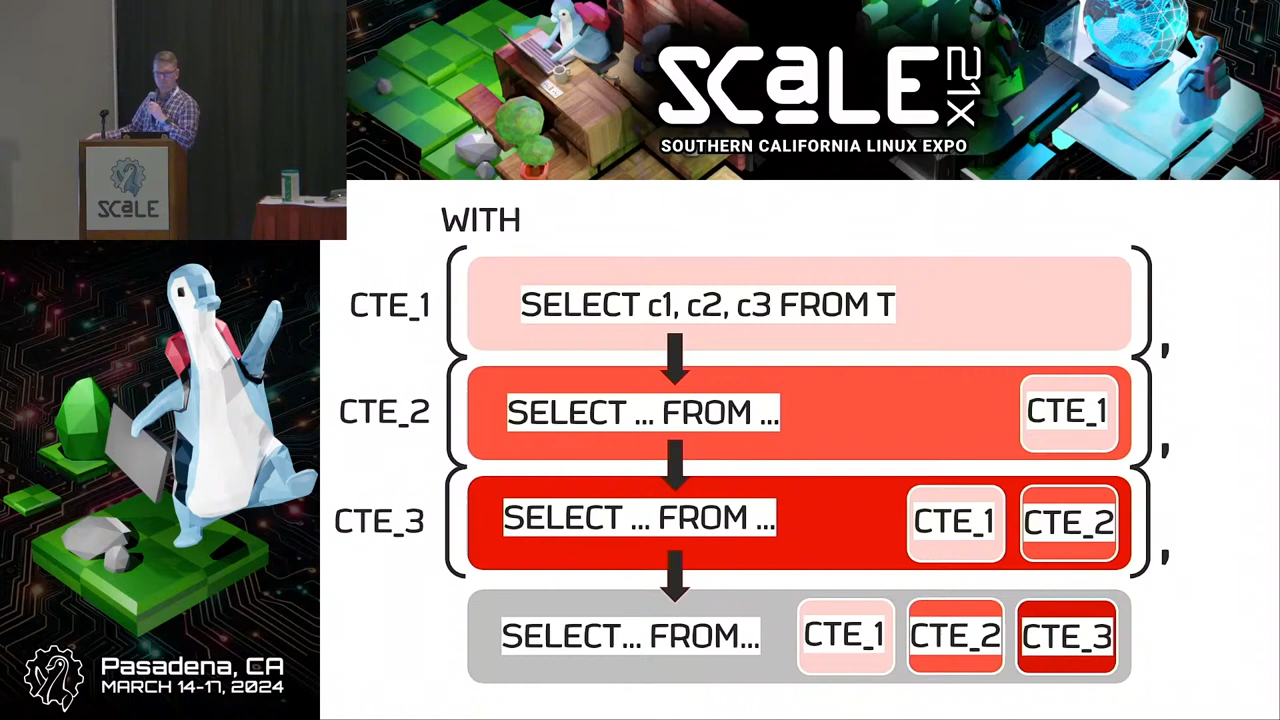 SCaLE
21X
SOUTHERN CALIFORNIA LINUX EXPO
SCaLE
WITH
CTE_1
SELECT c1, c2, c3 FROM T
,
CTE_2
SELECT ... FROM ...
CTE_1
,
CTE_3
SELECT ... FROM ...
CTE_1
CTE_2
,
SELECT... FROM...
CTE_1
CTE_2
CTE_3
Pasadena, CA
MARCH 14-17, 2024